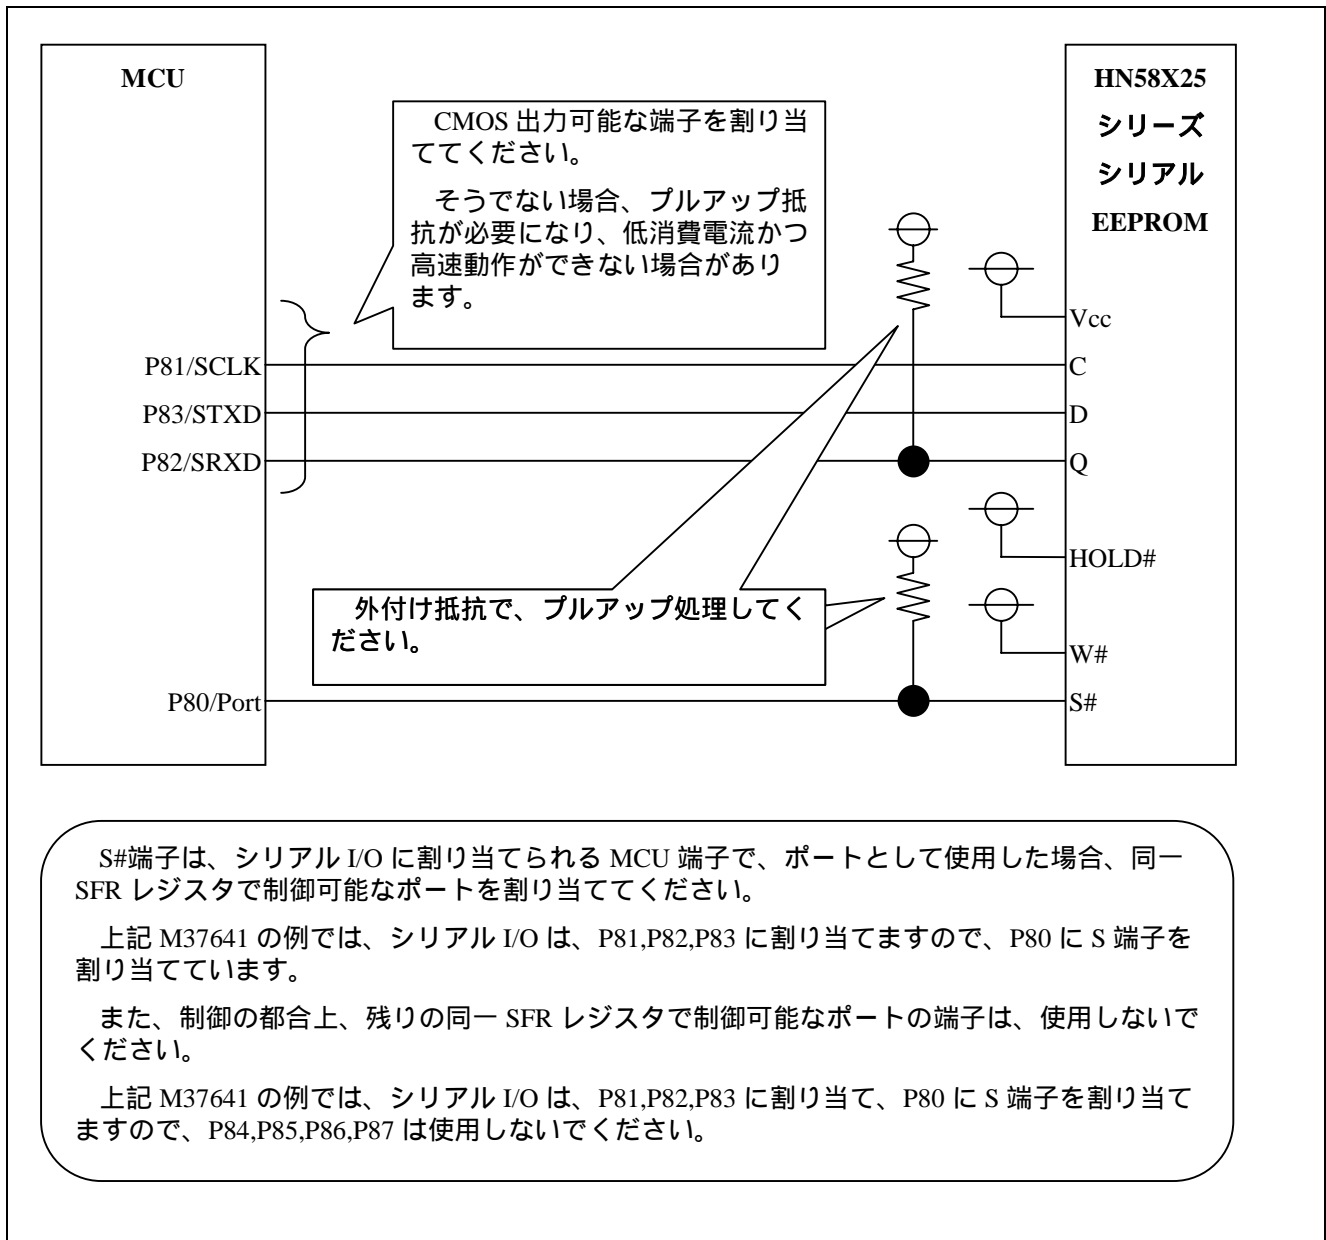 MCU
HN58X25
シリーズ
シリアル
EEPROM
CMOS 出力可能な端子を割り当
ててください。
そうでない場合、プルアップ抵
抗が必要になり、低消費電流かつ
高速動作ができない場合があり
ます。
Vcc
P81/SCLK
C
P83/STXD
D
P82/SRXD
Q
HOLD#
外付け抵抗で、プルアップ処理してく
ださい。
W#
P80/Port
S#
S#端子は、シリアル I/O に割り当てられる MCU 端子で、ポートとして使用した場合、同一
SFR レジスタで制御可能なポートを割り当ててください。
上記 M37641 の例では、シリアル I/O は、P81,P82,P83 に割り当てますので、P80 に S 端子を
割り当てています。
また、制御の都合上、残りの同一 SFR レジスタで制御可能なポートの端子は、使用しないで
ください。
上記 M37641 の例では、シリアル I/O は、P81,P82,P83 に割り当て、P80 に S 端子を割り当て
ますので、P84,P85,P86,P87 は使用しないでください。